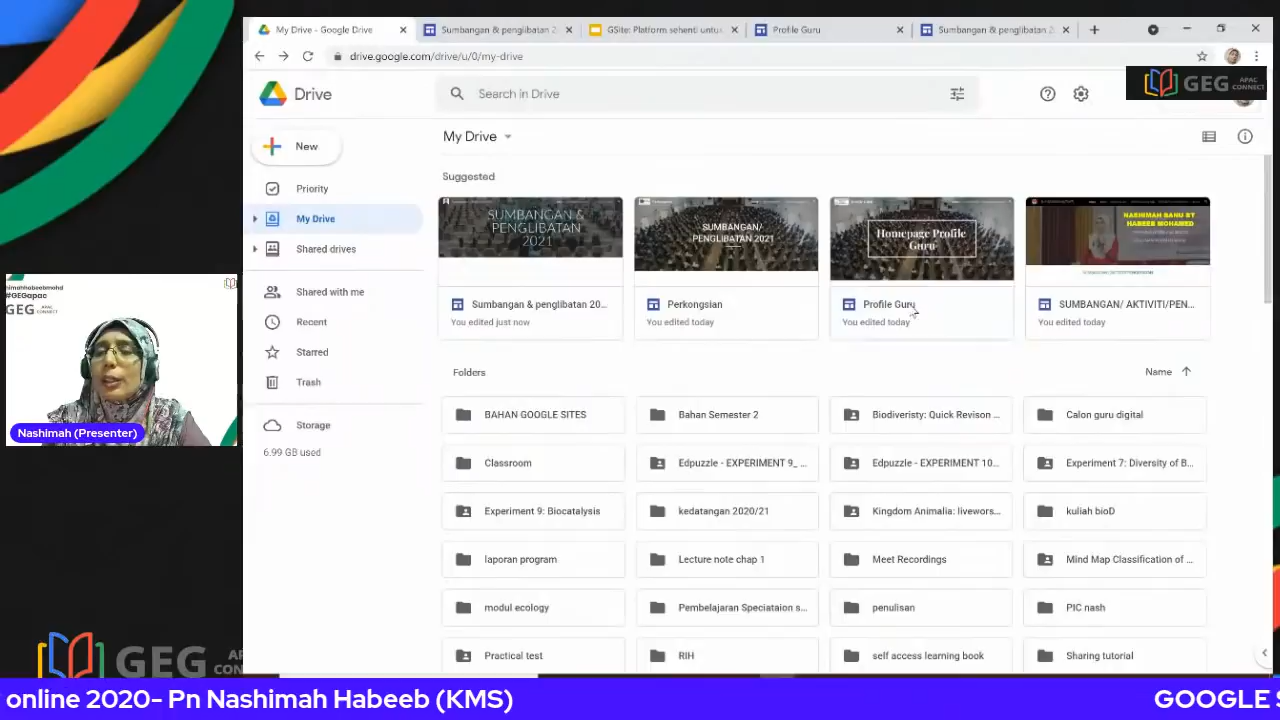 My Drive - Google Drive
Sumbangan & penglibatan 2
GSite: Platform sehenti untuk
Profile Guru
Sumbangan & penglibatan 2
drive.google.com/drive/u/0/my-drive
Drive
Search in Drive
GEG APAC CONNECT
New
My Drive
Priority
My Drive
Shared drives
Shared with me
Recent
Starred
Trash
Storage
6.99 GB used
Suggested
SUMBANGAN & PENGLIBATAN 2021
SUMBANGAN/ PENGLIBATAN 2021
Homepage Profile Guru
NASHIMAH BANU BT HABEEB MOHAMED
Sumbangan & penglibatan 20...
Perkongsian
Profile Guru
SUMBANGAN/ AKTIVITI/PEN...
You edited just now
You edited today
You edited today
You edited today
Folders
Name
BAHAN GOOGLE SITES
Bahan Semester 2
Biodiveristy: Quick Revison ...
Calon guru digital
Classroom
Edpuzzle - EXPERIMENT 9_ ...
Edpuzzle - EXPERIMENT 10...
Experiment 7: Diversity of B...
Experiment 9: Biocatalysis
kedatangan 2020/21
Kingdom Animalia: livewors...
kuliah bioD
laporan program
Lecture note chap 1
Meet Recordings
Mind Map Classification of ...
modul ecology
Pembelajaran Speciataion s...
penulisan
PIC nash
Practical test
RIH
self access learning book
Sharing tutorial
himahhabeebmohd
#GEGapac
GEG APAC CONNECT
Nashimah (Presenter)
GEG
CONNE
online 2020- Pn Nashimah Habeeb (KMS)
GOOGLE S